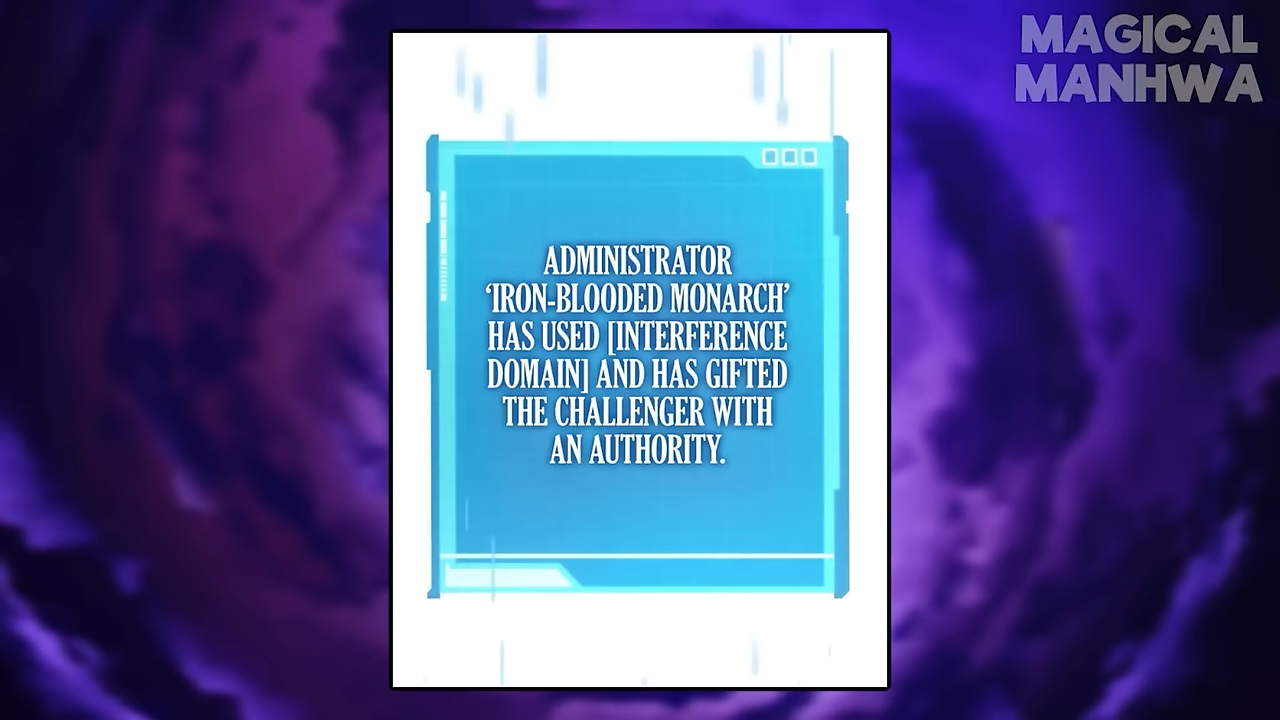 MAGICAL
MANHWA
ADMINISTRATOR
‘IRON-BLOODED MONARCH’
HAS USED [INTERFERENCE
DOMAIN] AND HAS GIFTED
THE CHALLENGER WITH
AN AUTHORITY.